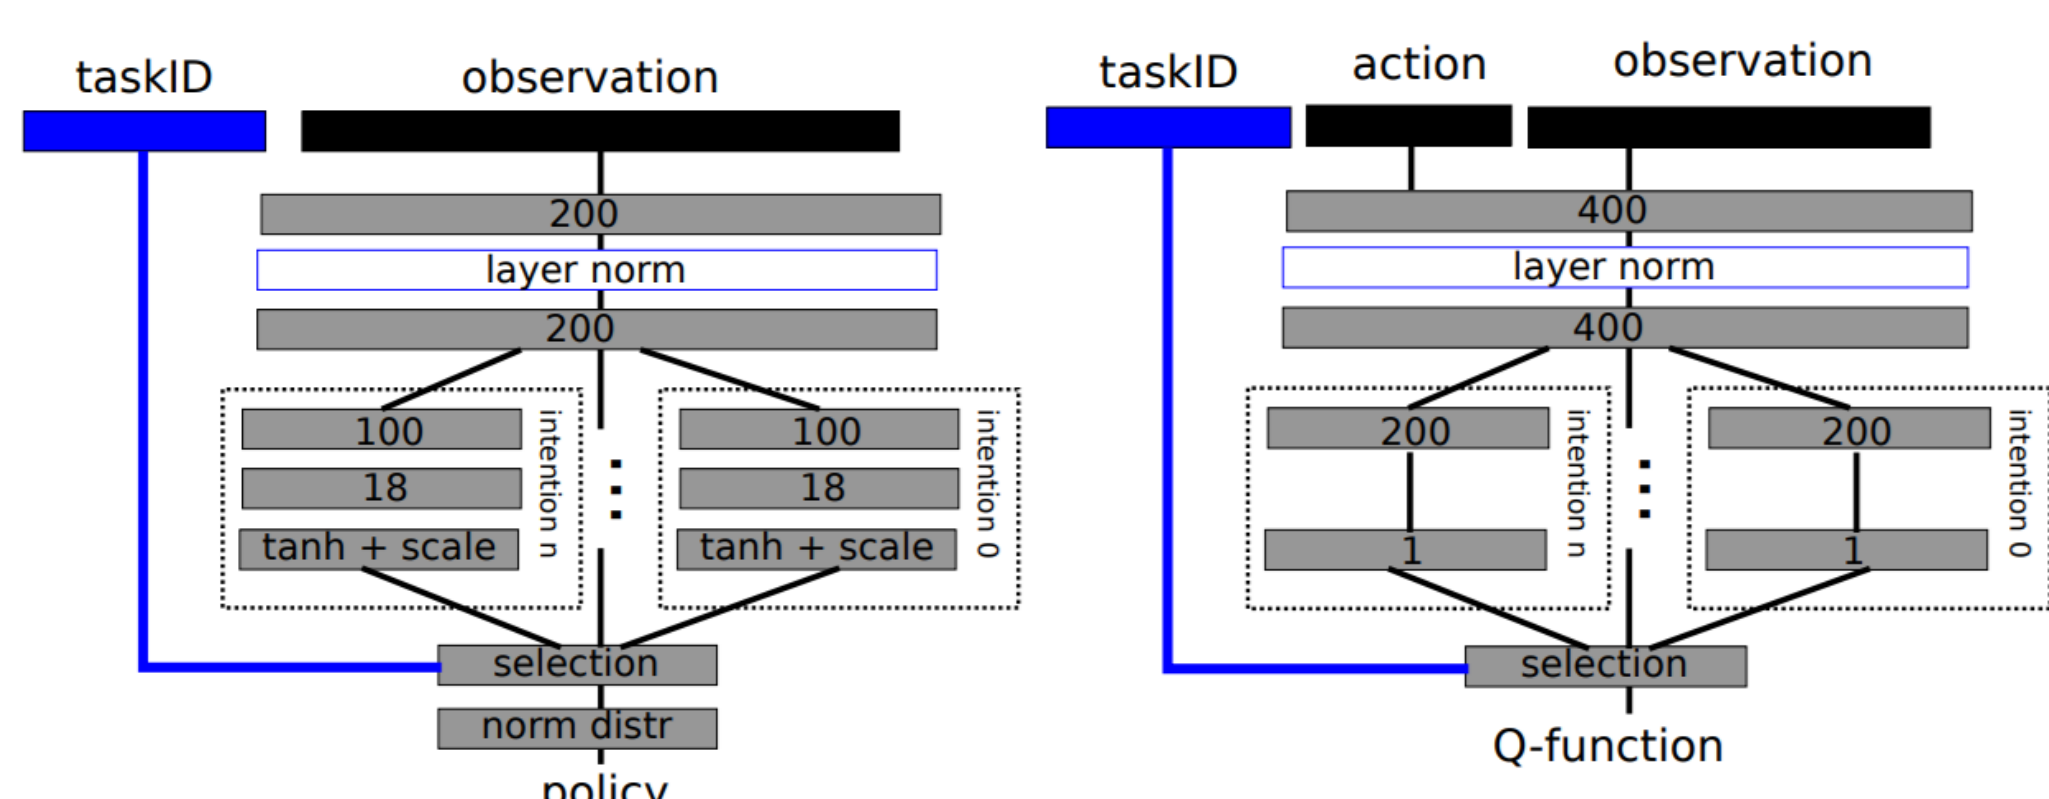 taskID
observation
200
layer norm
200
100
18
tanh + scale
intention n
100
18
tanh + scale
intention 0
selection
norm distr
policy
taskID
action
observation
400
layer norm
400
200
1
intention n
200
1
intention 0
selection
Q-function